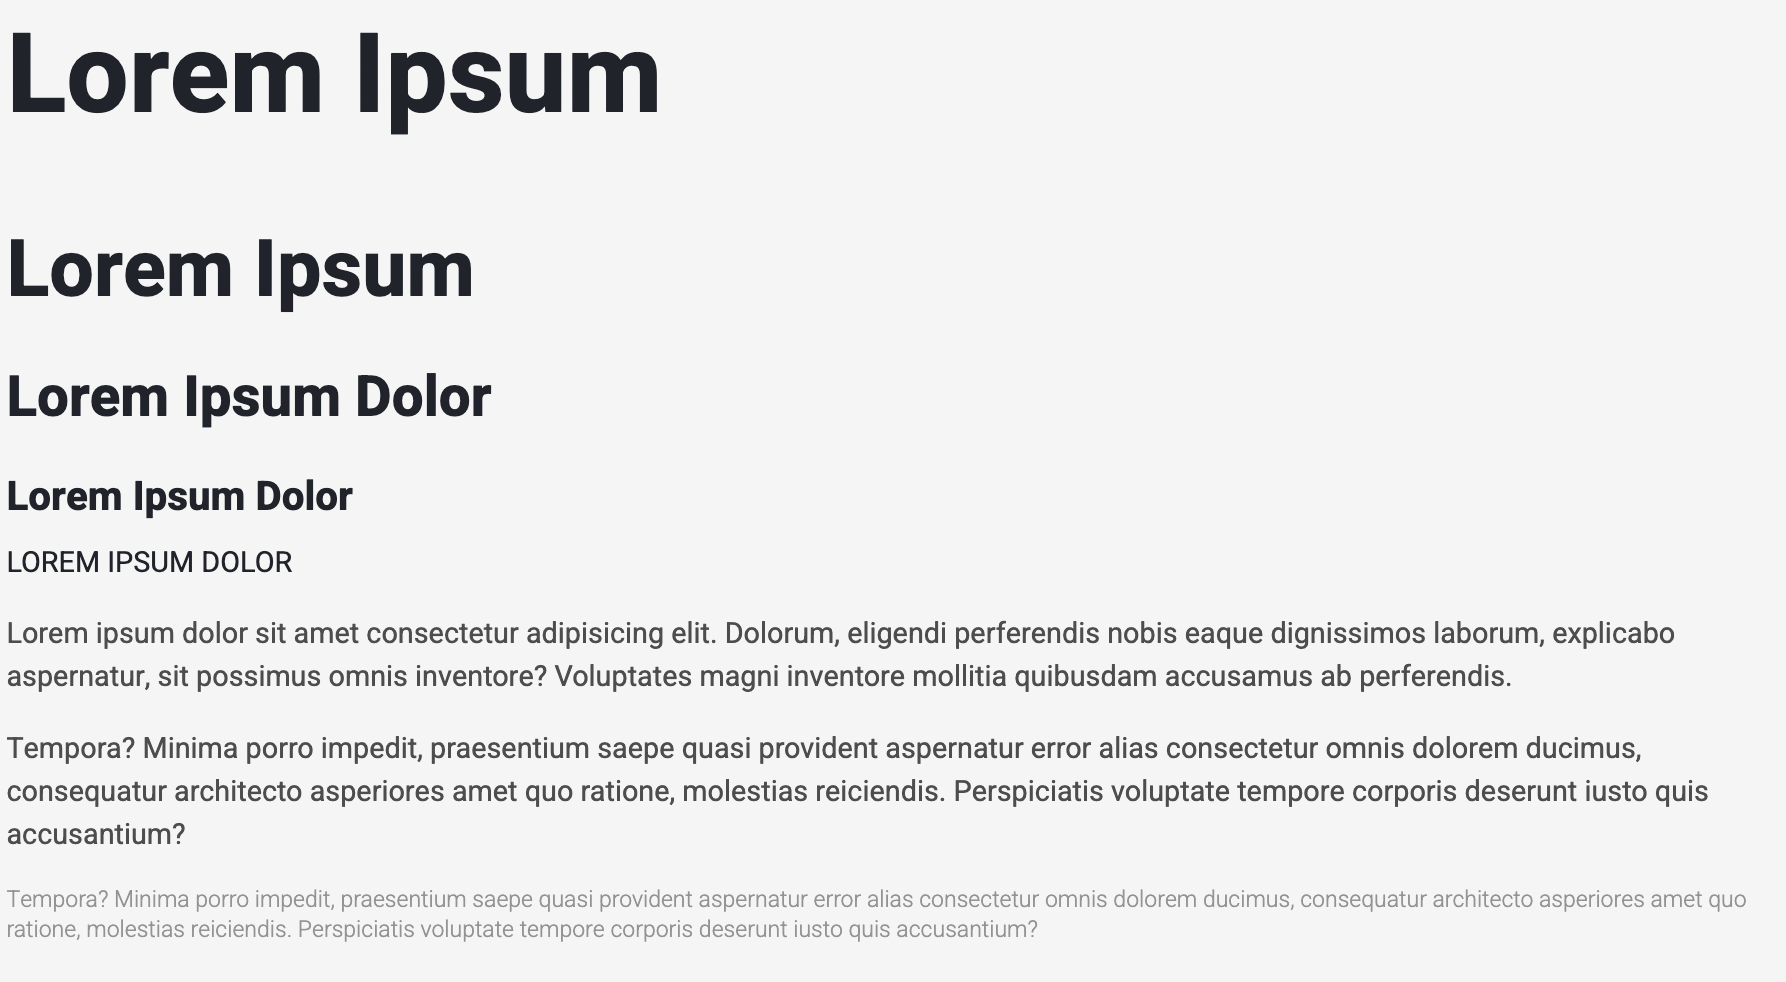 Lorem Ipsum
Lorem Ipsum
Lorem Ipsum Dolor
Lorem Ipsum Dolor
LOREM IPSUM DOLOR
Lorem ipsum dolor sit amet consectetur adipisicing elit. Dolorum, eligendi perferendis nobis eaque dignissimos laborum, explicabo
aspernatur, sit possimus omnis inventore? Voluptates magni inventore mollitia quibusdam accusamus ab perferendis.
Tempora? Minima porro impedit, praesentium saepe quasi provident aspernatur error alias consectetur omnis dolorem ducimus,
consequatur architecto asperiores amet quo ratione, molestias reiciendis. Perspiciatis voluptate tempore corporis deserunt iusto quis
accusantium?
Tempora? Minima porro impedit, praesentium saepe quasi provident aspernatur error alias consectetur omnis dolorem ducimus, consequatur architecto asperiores amet quo
ratione, molestias reiciendis. Perspiciatis voluptate tempore corporis deserunt iusto quis accusantium?